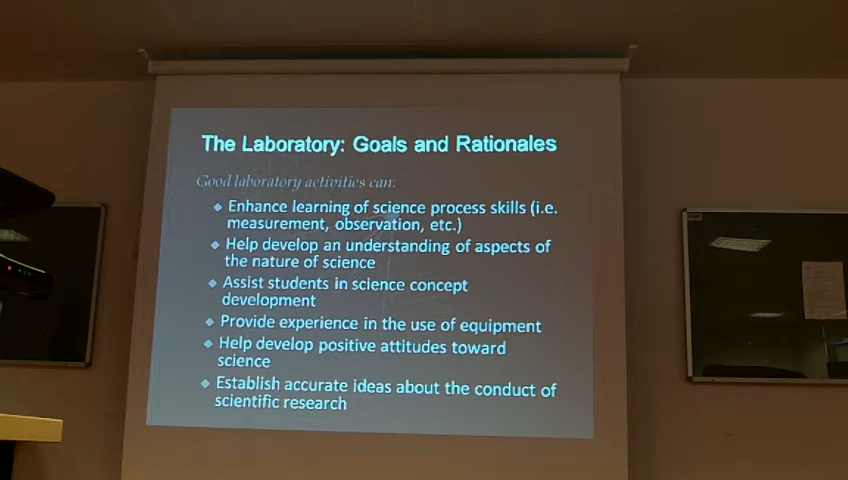 The Laboratory: Goals and Rationales
Good laboratory activities can:
❖ Enhance learning of science process skills (i.e.
measurement, observation, etc.)
❖ Help develop an understanding of aspects of
the nature of science
❖ Assist students in science concept
development
❖ Provide experience in the use of equipment
❖ Help develop positive attitudes toward
science
❖ Establish accurate ideas about the conduct of
scientific research